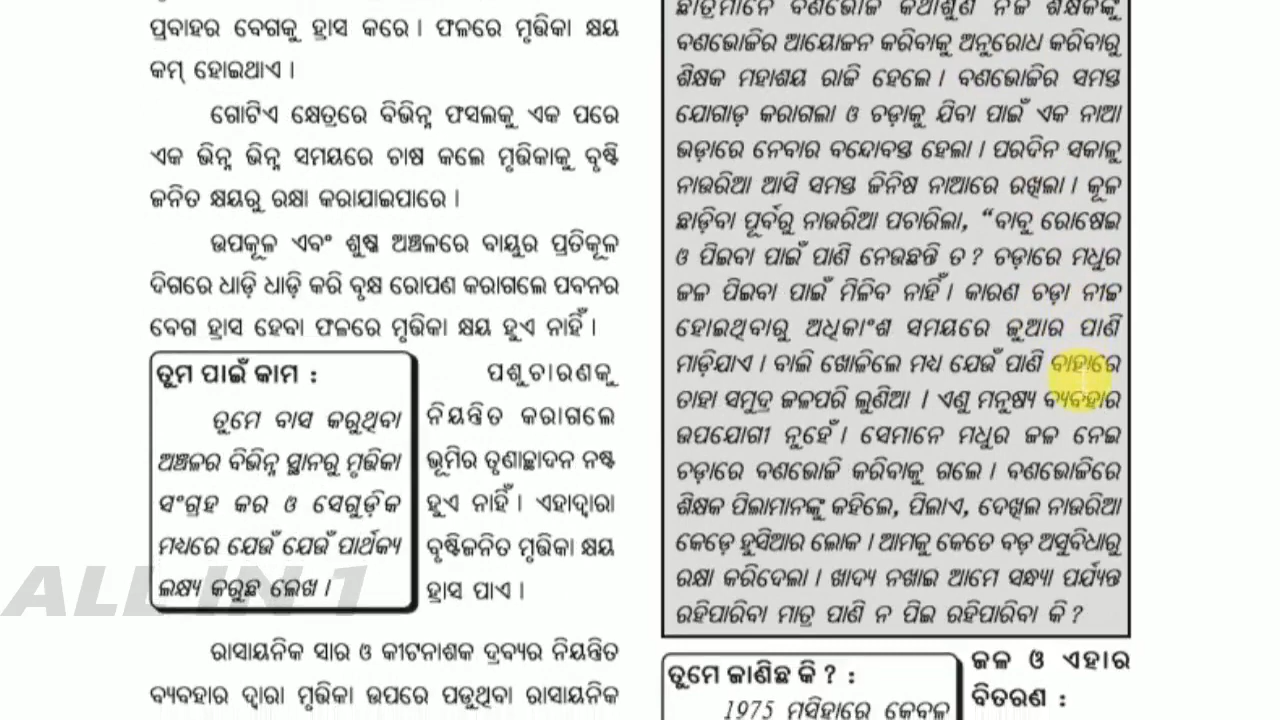 ପ୍ରବାହର ବେଗକୁ ହ୍ରାସ କରେ । ଫଳରେ ମୃତ୍ତିକା କ୍ଷୟ
କମ୍ ହୋଇଥାଏ ।
ଗୋଟିଏ କ୍ଷେତ୍ରରେ ବିଭିନ୍ନ ଫସଲକୁ ଏକ ପରେ
ଏକ ଭିନ୍ନ ଭିନ୍ନ ସମୟରେ ଚାଷ କଲେ ମୃତ୍ତିକାକୁ ବୃଷ୍ଟି
ଜନିତ କ୍ଷୟରୁ ରକ୍ଷା କରାଯାଇପାରେ ।
ଉପକୂଳ ଏବଂ ଶୁଷ୍କ ଅଞ୍ଚଳରେ ବାୟୁର ପ୍ରତିକୂଳ
ଦିଗରେ ଧାଡ଼ି ଧାଡ଼ି କରି ବୃକ୍ଷ ରୋପଣ କରାଗଲେ ପବନର
ବେଗ ହ୍ରାସ ହେବା ଫଳରେ ମୃତ୍ତିକା କ୍ଷୟ ହୁଏ ନାହିଁ ।
ତୁମ ପାଇଁ କାମ :
ତୁମେ ବାସ କରୁଥିବା
ଅଞ୍ଚଳର ବିଭିନ୍ନ ସ୍ଥାନରୁ ମୃତ୍ତିକା
ସଂଗ୍ରହ କର ଓ ସେଗୁଡ଼ିକ
ମଧ୍ୟରେ ଯେଉଁ ଯେଉଁ ପାର୍ଥକ୍ୟ
ଲକ୍ଷ୍ୟ କରୁଛ ଲେଖ ।
ପଶୁଚାରଣକୁ
ନିୟନ୍ତ୍ରିତ କରାଗଲେ
ଭୂମିର ତୃଣାଚ୍ଛାଦନ ନଷ୍ଟ
ହୁଏ ନାହିଁ । ଏହାଦ୍ୱାରା
ବୃଷ୍ଟିଜନିତ ମୃତ୍ତିକା କ୍ଷୟ
ହ୍ରାସ ପାଏ ।
ରାସାୟନିକ ସାର ଓ କୀଟନାଶକ ଦ୍ରବ୍ୟର ନିୟନ୍ତ୍ରିତ
ବ୍ୟବହାର ଦ୍ୱାରା ମୃତ୍ତିକା ଉପରେ ପଡୁଥିବା ରାସାୟନିକ
ଛାତ୍ରମାନେ ବଣଭୋଜି କଥାଶୁଣି ନିଜ ଶିକ୍ଷକଙ୍କୁ
ବଣଭୋଜିର ଆୟୋଜନ କରିବାକୁ ଅନୁରୋଧ କରିବାରୁ
ଶିକ୍ଷକ ମହାଶୟ ରାଜି ହେଲେ । ବଣଭୋଜିର ସମସ୍ତ
ଯୋଗାଡ଼ କରାଗଲା ଓ ଚଡ଼ାକୁ ଯିବା ପାଇଁ ଏକ ନାଆ
ଭଡ଼ାରେ ନେବାର ବନ୍ଦୋବସ୍ତ ହେଲା । ପରଦିନ ସକାଳୁ
ନାଉରିଆ ଆସି ସମସ୍ତ ଜିନିଷ ନାଆରେ ରଖିଲା । କୂଳ
ଛାଡ଼ିବା ପୂର୍ବରୁ ନାଉରିଆ ପଚାରିଲା, “ବାବୁ ରୋଷେଇ
ଓ ପିଇବା ପାଇଁ ପାଣି ନେଉଛନ୍ତି ତ ? ଚଡ଼ାରେ ମଧୁର
ଜଳ ପିଇବା ପାଇଁ ମିଳିବ ନାହିଁ । କାରଣ ଚଡ଼ା ନୀଚ୍ଚ
ହୋଇଥିବାରୁ ଅଧିକାଂଶ ସମୟରେ ଜୁଆର ପାଣି
ମାଡ଼ିଯାଏ । ବାଲି ଖୋଳିଲେ ମଧ୍ୟ ଯେଉଁ ପାଣି ବାହାରେ
ତାହା ସମୁଦ୍ର ଜଳପରି ଲୁଣିଆ । ଏଣୁ ମନୁଷ୍ୟ ବ୍ୟବହାର
ଉପଯୋଗୀ ନୁହେଁ । ସେମାନେ ମଧୁର ଜଳ ନେଇ
ଚଡ଼ାରେ ବଣଭୋଜି କରିବାକୁ ଗଲେ । ବଣଭୋଜିରେ
ଶିକ୍ଷକ ପିଲାମାନଙ୍କୁ କହିଲେ, ପିଲାଏ, ଦେଖିଲ ନାଉରିଆ
କେଡ଼େ ହୁସିଆର ଲୋକ । ଆମକୁ କେତେ ବଡ଼ ଅସୁବିଧାରୁ
ରକ୍ଷା କରିଦେଲା । ଖାଦ୍ୟ ନଖାଇ ଆମେ ସନ୍ଧ୍ୟା ପର୍ଯ୍ୟନ୍ତ
ରହିପାରିବା ମାତ୍ର ପାଣି ନ ପିଇ ରହିପାରିବା କି ?
ତୁମେ ଜାଣିଛ କି ? :
1975 ମସିହାରେ କେବଳ
ଜଳ ଓ ଏହାର
ବିତରଣ :
ALL IN 1